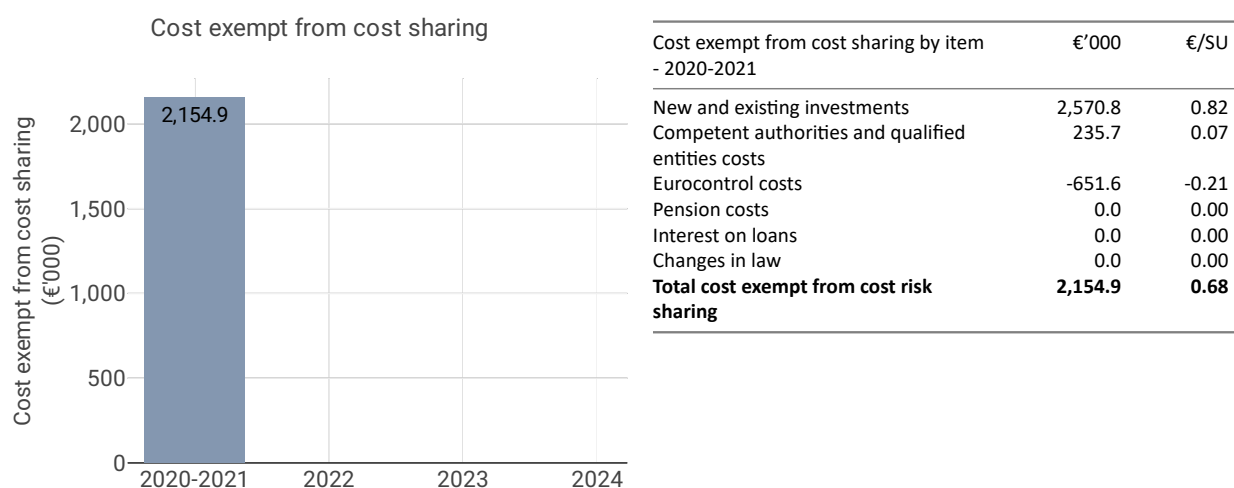 Cost exempt from cost sharing
Cost exempt from cost sharing
(€'000)
2,000
1,500
1,000
500
0
2,154.9
2020-2021 2022 2023 2024
Cost exempt from cost sharing by item €’000 €/SU
- 2020-2021
New and existing investments 2,570.8 0.82
Competent authorities and qualified 235.7 0.07
entities costs
Eurocontrol costs -651.6 -0.21
Pension costs 0.0 0.00
Interest on loans 0.0 0.00
Changes in law 0.0 0.00
Total cost exempt from cost risk 2,154.9 0.68
sharing